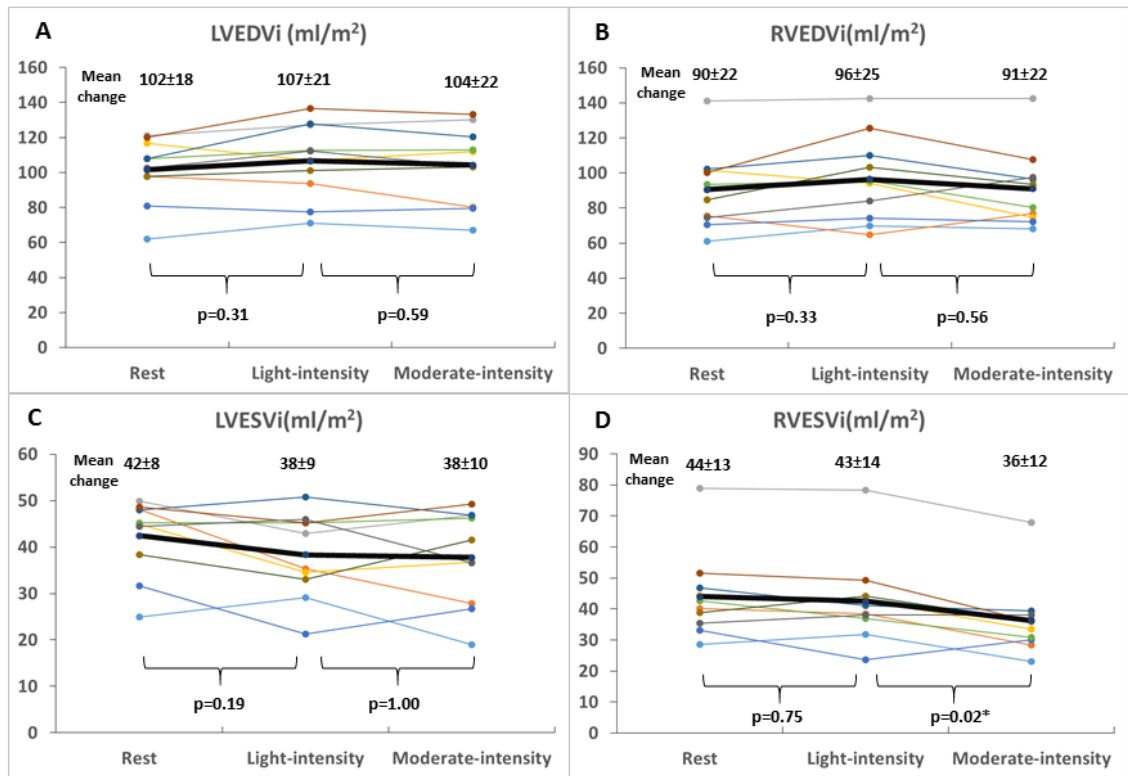 A
LVEDVi (ml/m²)
160
140
120
100
80
60
40
20
0
Mean
change
102±18
107±21
104±22
p=0.31
p=0.59
Rest
Light-intensity
Moderate-intensity
B
RVEDVi(ml/m²)
160
140
120
100
80
60
40
20
0
Mean
change
90±22
96±25
91±22
p=0.33
p=0.56
Rest
Light-intensity
Moderate-intensity
C
LVESVi(ml/m²)
60
50
40
30
20
10
0
Mean
change
42±8
38±9
38±10
p=0.19
p=1.00
Rest
Light-intensity
Moderate-intensity
D
RVESVi(ml/m²)
90
80
70
60
50
40
30
20
10
0
Mean
change
44±13
43±14
36±12
p=0.75
p=0.02*
Rest
Light-intensity
Moderate-intensity